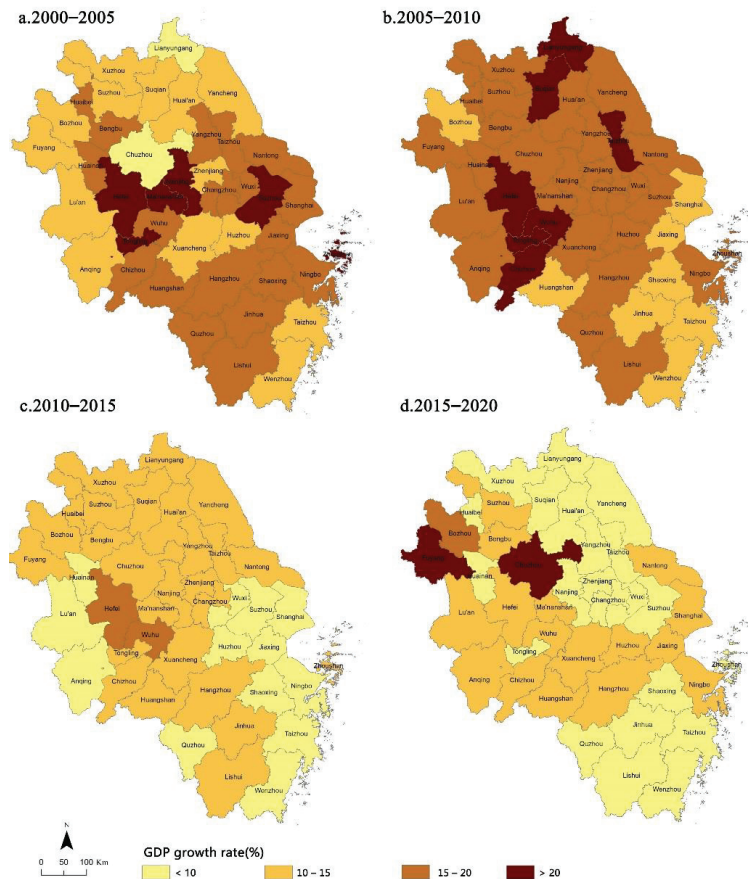 a.2000–2005
Lianyungang
Xuzhou
Suzhou
Suqian
Huaibei
Huai'an
Yancheng
Bozhou
Bengbu
Yangzhou
Taizhou
Fuyang
Chuzhou
Huainan
Zhenjiang
Nantong
Hefei
Changzhou
Wuxi
Lu'an
Shanghai
Wuhu
Jiaxing
Huzhou
Xuancheng
Anqing
Chizhou
Huangshan
Hangzhou
Shaoxing
Ningbo
Jinhua
Quzhou
Taizhou
Lishui
Wenzhou
b.2005–2010
Lianyungang
Xuzhou
Suzhou
Huaibei
Huai'an
Yancheng
Bozhou
Bengbu
Yangzhou
Fuyang
Chuzhou
Huainan
Zhenjiang
Nantong
Nanjing
Hefei
Ma'nanshan
Changzhou
Wuxi
Lu'an
Suzhou
Shanghai
Jiaxing
Huzhou
Xuancheng
Zhoushan
Anqing
Huangshan
Hangzhou
Shaoxing
Ningbo
Jinhua
Quzhou
Taizhou
Lishui
Wenzhou
c.2010–2015
Lianyungang
Xuzhou
Suzhou
Suqian
Huaibei
Huai'an
Yancheng
Bozhou
Bengbu
Yangzhou
Taizhou
Fuyang
Chuzhou
Huainan
Zhenjiang
Nantong
Nanjing
Hefei
Ma'nanshan
Changzhou
Wuxi
Lu'an
Suzhou
Shanghai
Wuhu
Tongling
Jiaxing
Huzhou
Xuancheng
Zhoushan
Anqing
Chizhou
Huangshan
Hangzhou
Shaoxing
Ningbo
Jinhua
Quzhou
Taizhou
Lishui
Wenzhou
d.2015–2020
Lianyungang
Xuzhou
Suzhou
Suqian
Huaibei
Huai'an
Yancheng
Bozhou
Bengbu
Yangzhou
Taizhou
Huainan
Zhenjiang
Nantong
Nanjing
Hefei
Ma'nanshan
Changzhou
Wuxi
Lu'an
Suzhou
Shanghai
Wuhu
Tongling
Jiaxing
Huzhou
Xuancheng
Zhoushan
Anqing
Chizhou
Huangshan
Hangzhou
Shaoxing
Ningbo
Jinhua
Quzhou
Taizhou
Lishui
Wenzhou
N
0 50 100 Km
GDP growth rate(%)
< 10
10 – 15
15 – 20
> 20